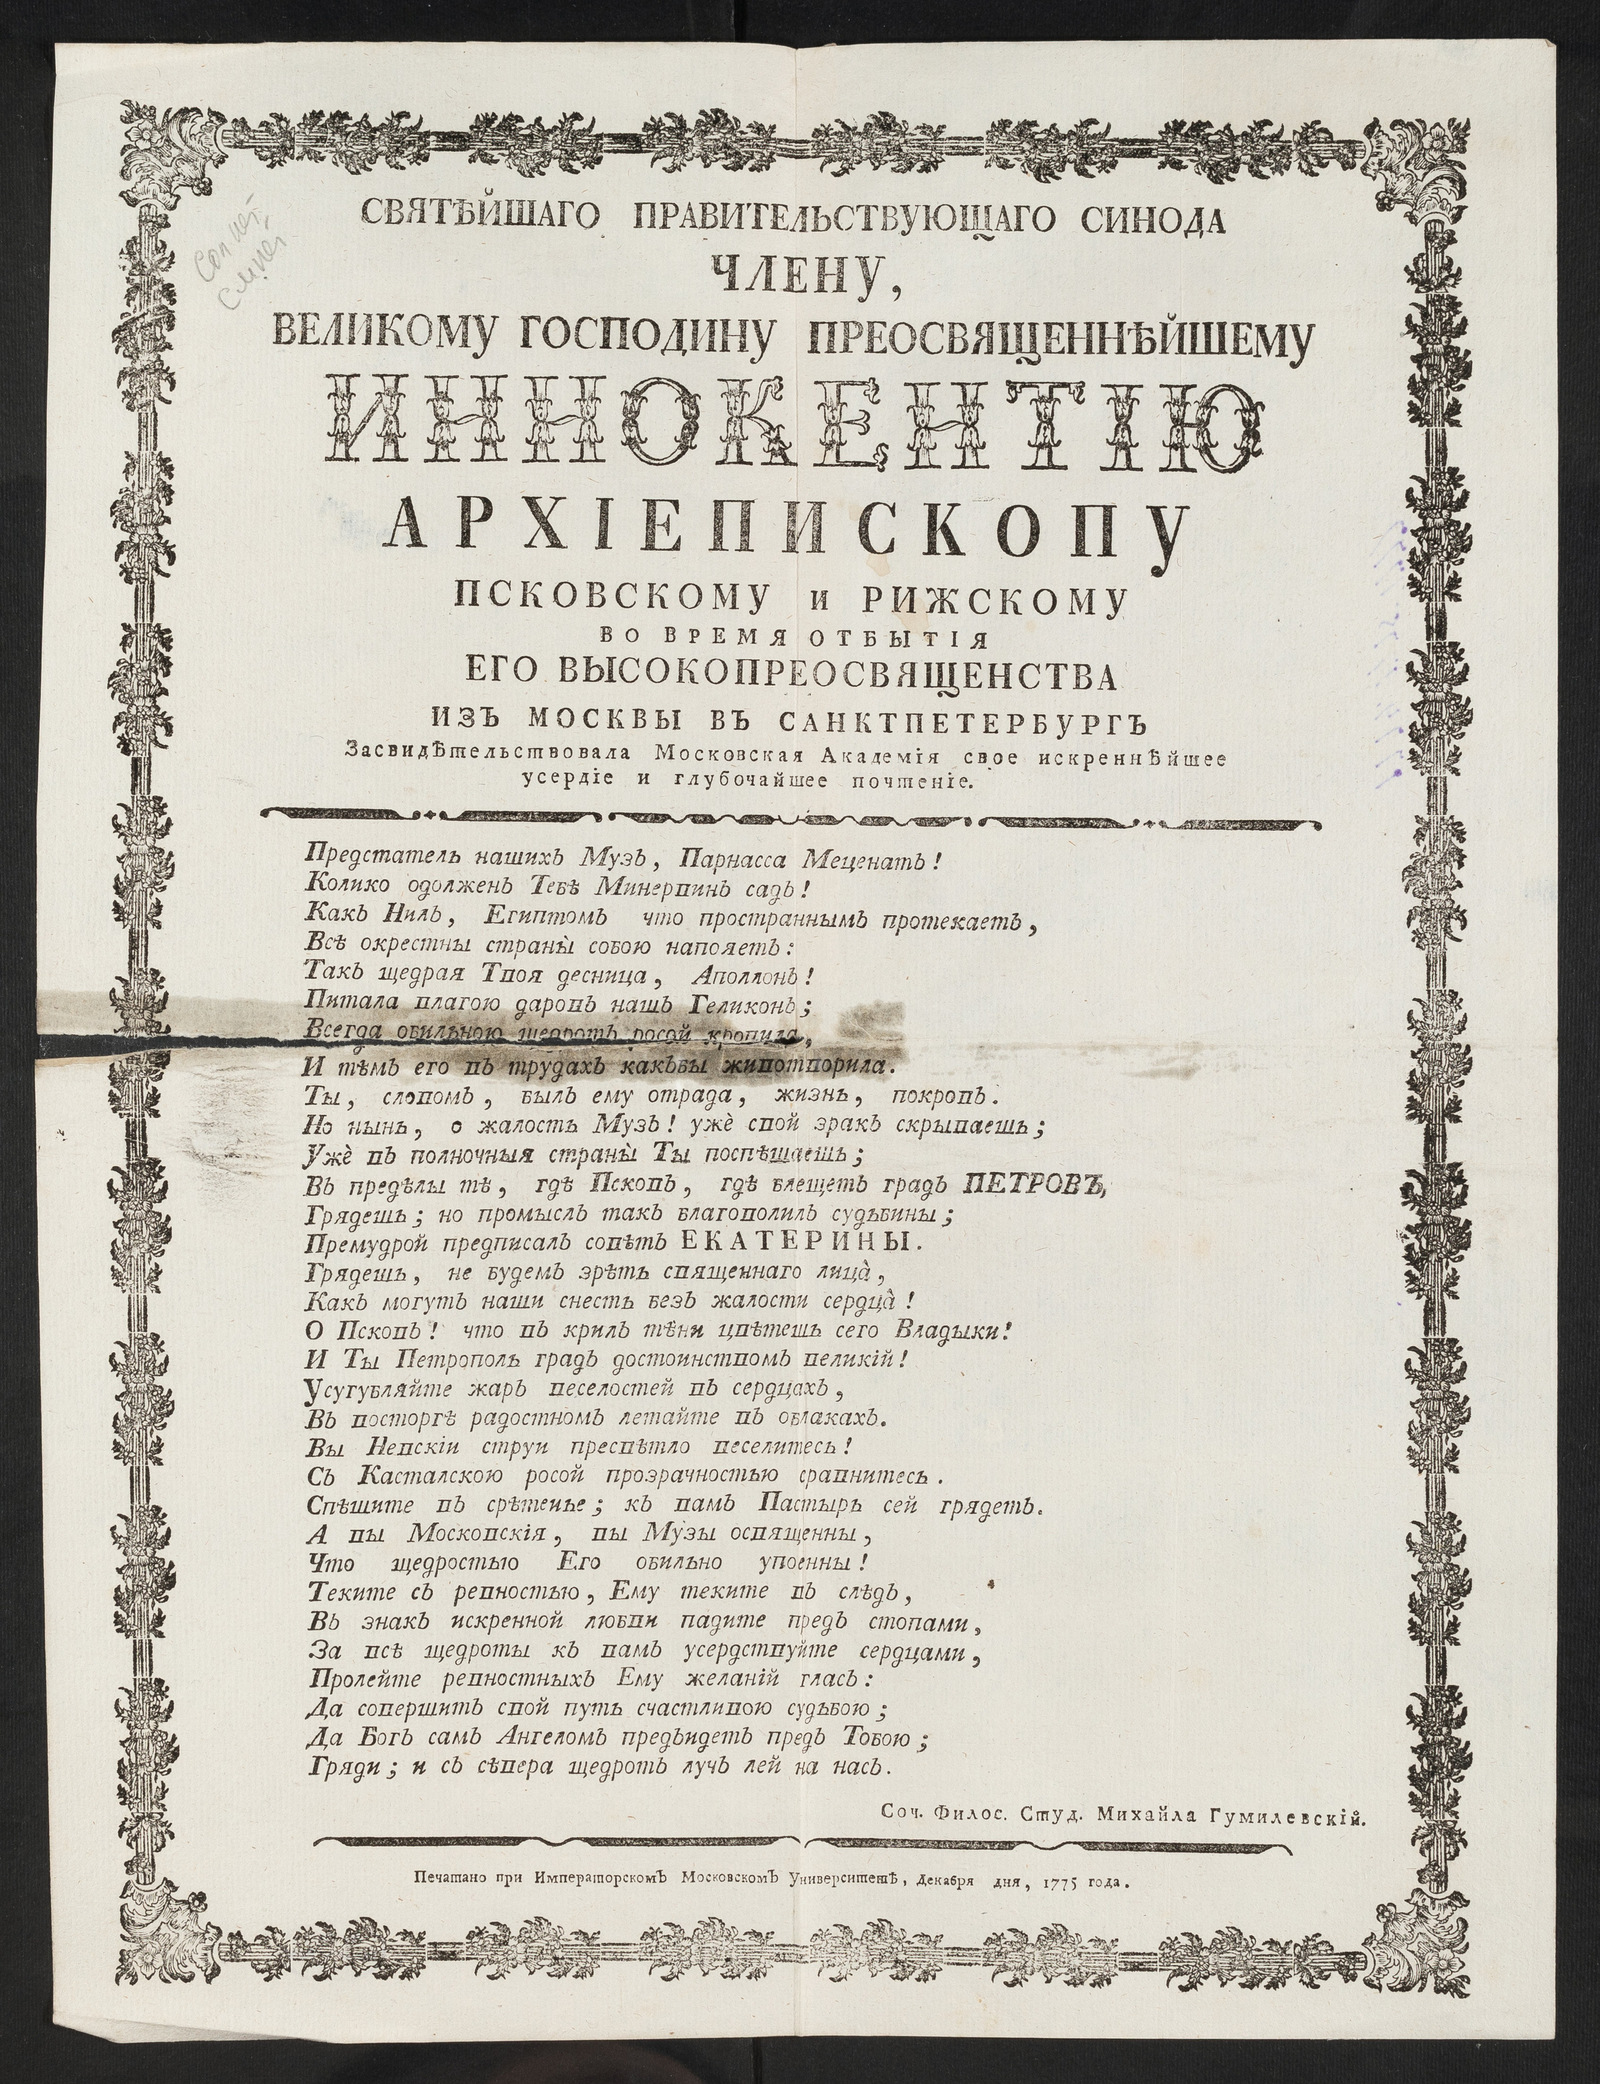 СВЯТѢЙШАГО ПРАВИТЕЛЬСТВУЮЩАГО СИНОДА
ЧЛЕНУ,
ВЕЛИКОМУ ГОСПОДИНУ ПРЕОСВЯЩЕННѢЙШЕМУ
ИННОКЕНТІЮ
АРХІЕПИСКОПУ
ПСКОВСКОМУ и РИЖСКОМУ
ВО ВРЕМЯ ОТБЫТІЯ
ЕГО ВЫСОКОПРЕОСВЯЩЕНСТВА
ИЗЪ МОСКВЫ ВЪ САНКТПЕТЕРБУРГЪ
Засвидѣтельствовала Московская Академія свое искреннѣйшее
усердіе и глубочайшее почтеніе.
Предстатель нашихъ Музъ, Парнасса Меценатъ!
Колико одолженъ Тебѣ Минервинъ садъ!
Какъ Нилъ, Египтомъ что пространнымъ протекаетъ,
Всѣ окрестны страны̀ собою наполетъ:
Такъ щедрая Твоя десница, Аполлонъ!
Питала влагою даровъ нашъ Геликонъ;
Всегда обильною щедротъ росой кропила,
И тѣмъ его въ трудахъ какъбы животворила.
Ты, словомъ, былъ ему отрада, жизнь, покровъ.
Но нынь, о жалость Музъ! ужѐ свой зракъ скрываешь;
Ужѐ въ полночныя страны̀ Ты поспѣшаешь;
Въ предѣлы тѣ, гдѣ Псковъ, гдѣ блещетъ градъ ПЕТРОВЪ,
Грядешь; но промыслъ такъ благоволилъ судьбины;
Премудрой предписалъ совѣтъ ЕКАТЕРИНЫ.
Грядешь, не будемъ зрѣть священнаго лица̀,
Какъ могутъ наши снесть безъ жалости сердца̀!
О Псковъ! что въ крилъ тѣни цвѣтешь сего Владыки!
И Ты Петрополь градъ достоинствомъ великій!
Усугубляйте жаръ веселостей въ сердцахъ,
Въ восторгѣ радостномъ летайте въ облакахъ.
Вы Невскіи струи пресвѣтло веселитесь!
Съ Касталскою росой прозрачностью сравнитесь.
Спѣшите въ срѣтенье; къ вамъ Пастырь сей грядетъ.
А вы Московскія, вы Музы освященны,
Что щедростью Его обильно упоенны!
Теките съ ревностью, Ему теките въ слѣдъ,
Въ знакъ искренной любви падите предъ стопами,
За всѣ щедроты къ вамъ усердствуйте сердцами,
Пролейте ревностныхъ Ему желаній гласъ:
Да совершитъ свой путь счастливою судьбою;
Да Богъ самъ Ангеломъ предъидетъ предъ Тобою;
Гряди; и съ сѣвера щедротъ лучь лей на насъ.
Соч. Филос. Студ. Михайла Гумилевскій.
Печатано при Императорскомъ Московскомъ Университетѣ, Декабря дня, 1775 года.